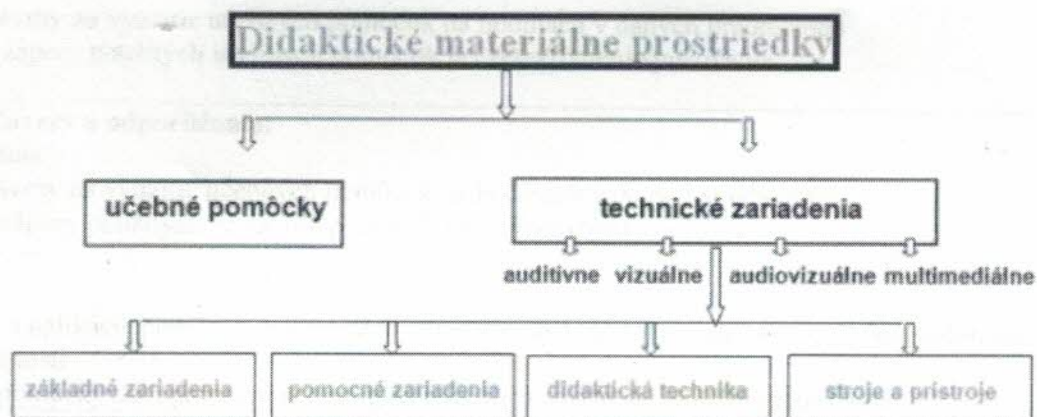 Didaktické materiálne prostriedky
učebné pomôcky
technické zariadenia
auditívne vizuálne audiovizuálne multimediálne
základné zariadenia
pomocné zariadenia
didaktická technika
stroje a prístroje